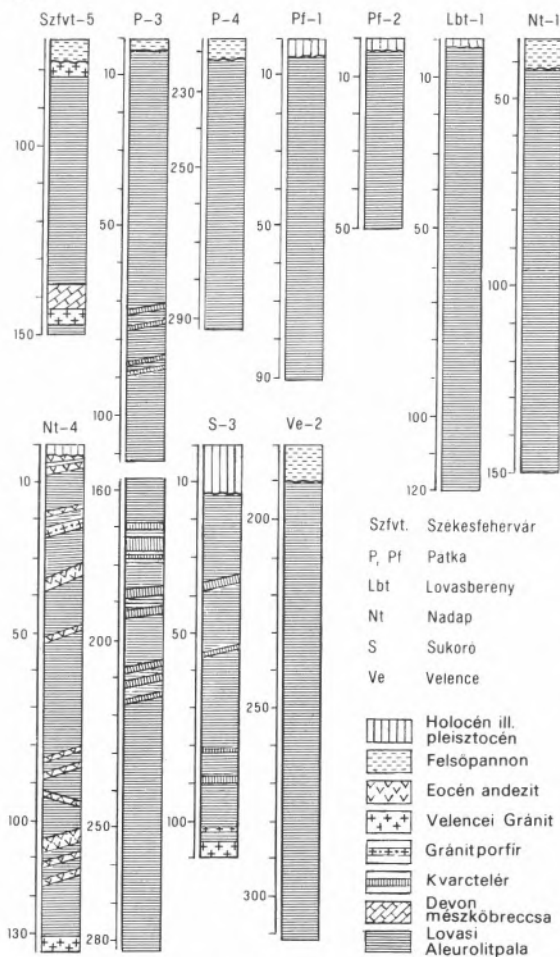 Szfvt-5 P-3 P-4 Pf-1 Pf-2 Lbt-1 Nt-1
10 10 10 10
230
50
100
250
50 50 50 50
100
150
290
90
100
100
Nt-4 S-3 Ve-2
120
150
160
10 10
200
50 50
200
250
100 100
250
300
130
280
Szfvt. Székesfehervár
P, Pf Patka
Lbt Lovasbereny
Nt Nadap
S Sukoró
Ve Velence
Holocén ill.
pleisztocén
Felsőpannon
Eocén andezit
Velencei Gránit
Gránitporfír
Kvarctelér
Devon
mészkőbreccsa
Lovasi
Aleurolitpala